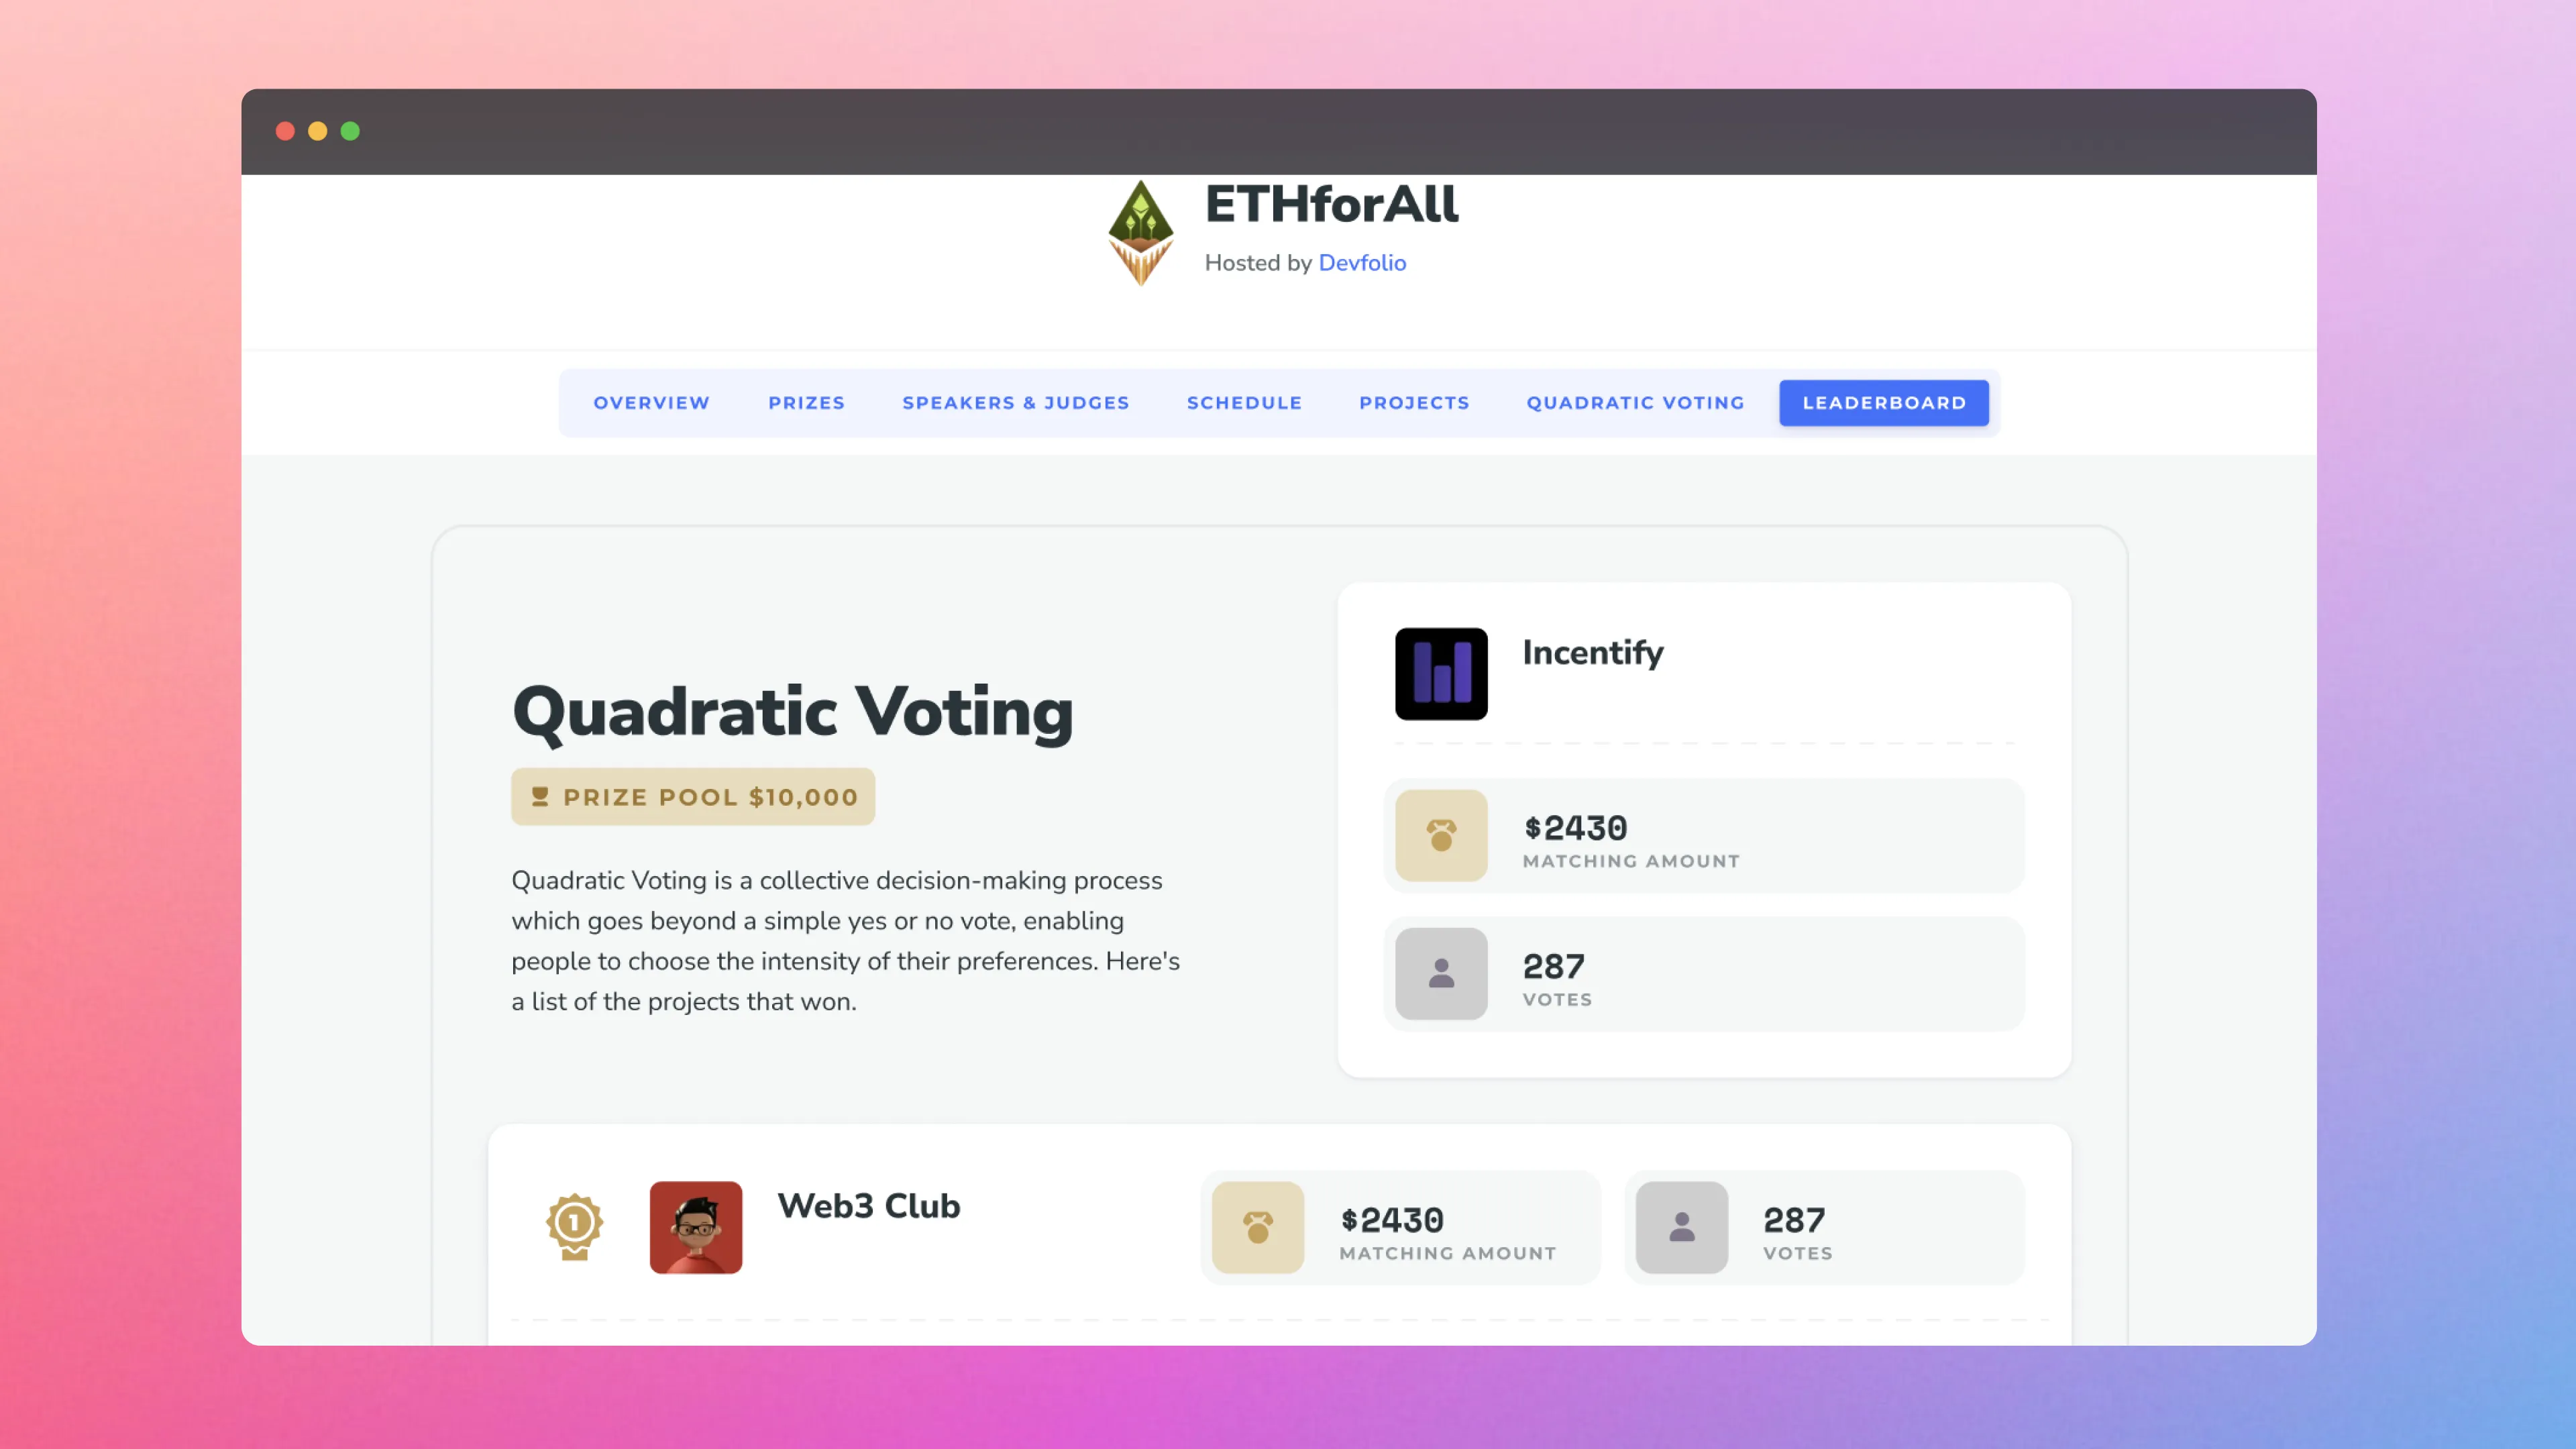 ETHforAll
Hosted by Devfolio
OVERVIEW
PRIZES
SPEAKERS & JUDGES
SCHEDULE
PROJECTS
QUADRATIC VOTING
LEADERBOARD
Quadratic Voting
PRIZE POOL $10,000
Quadratic Voting is a collective decision-making process
which goes beyond a simple yes or no vote, enabling
people to choose the intensity of their preferences. Here's
a list of the projects that won.
Incentify
$2430
MATCHING AMOUNT
287
VOTES
1
Web3 Club
$2430
MATCHING AMOUNT
287
VOTES